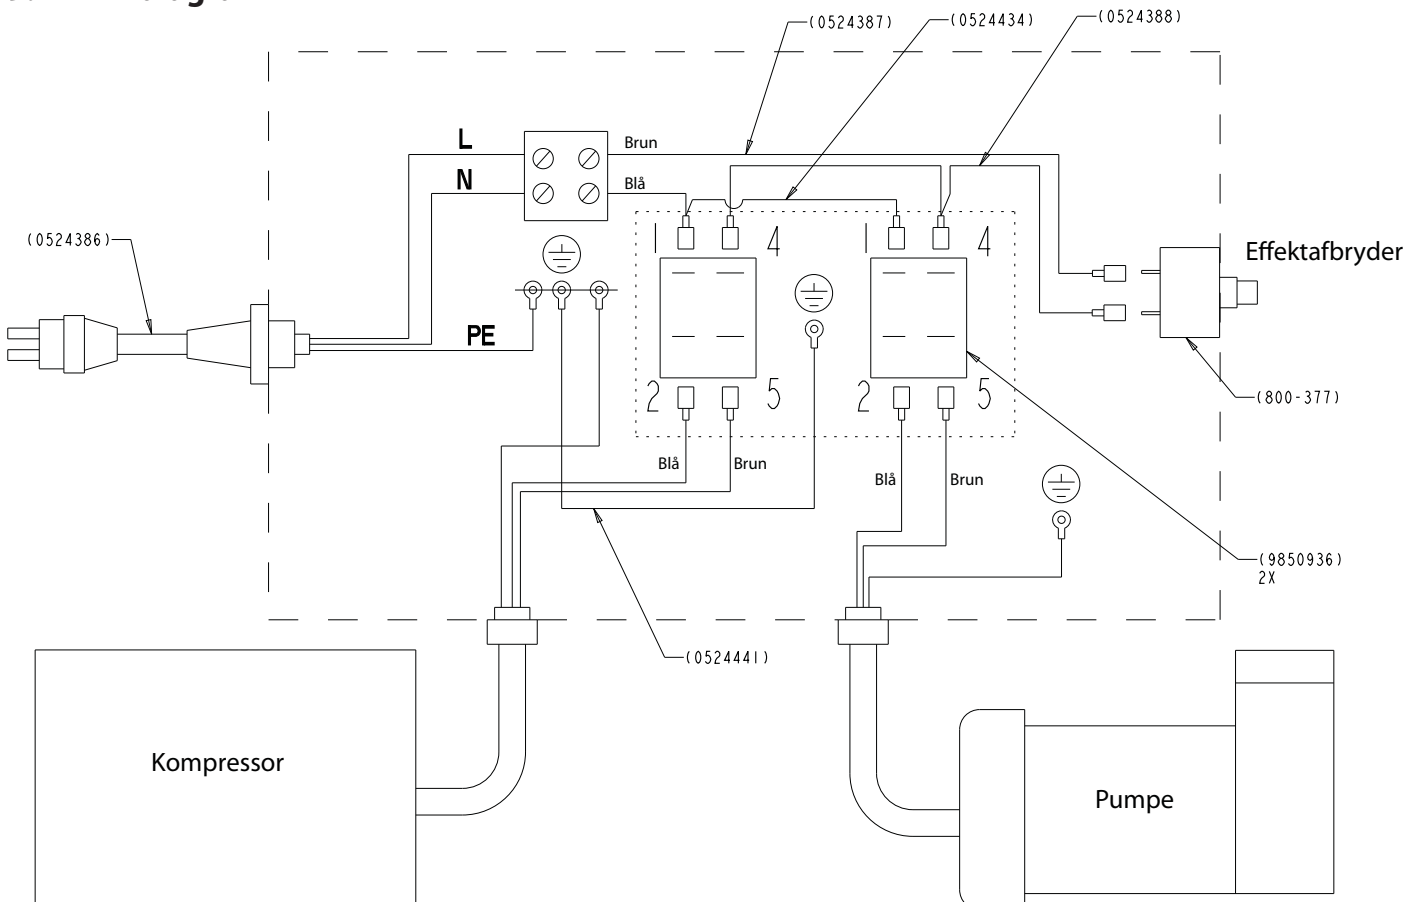 (0524387)
(0524434)
(0524388)
L
Brun
N
Blå
(0524386)
1
4
1
4
Effektafbryder
PE
2
5
2
5
(800-377)
Blå
Brun
Blå
Brun
(9850936)
2X
(0524441)
Kompressor
Pumpe